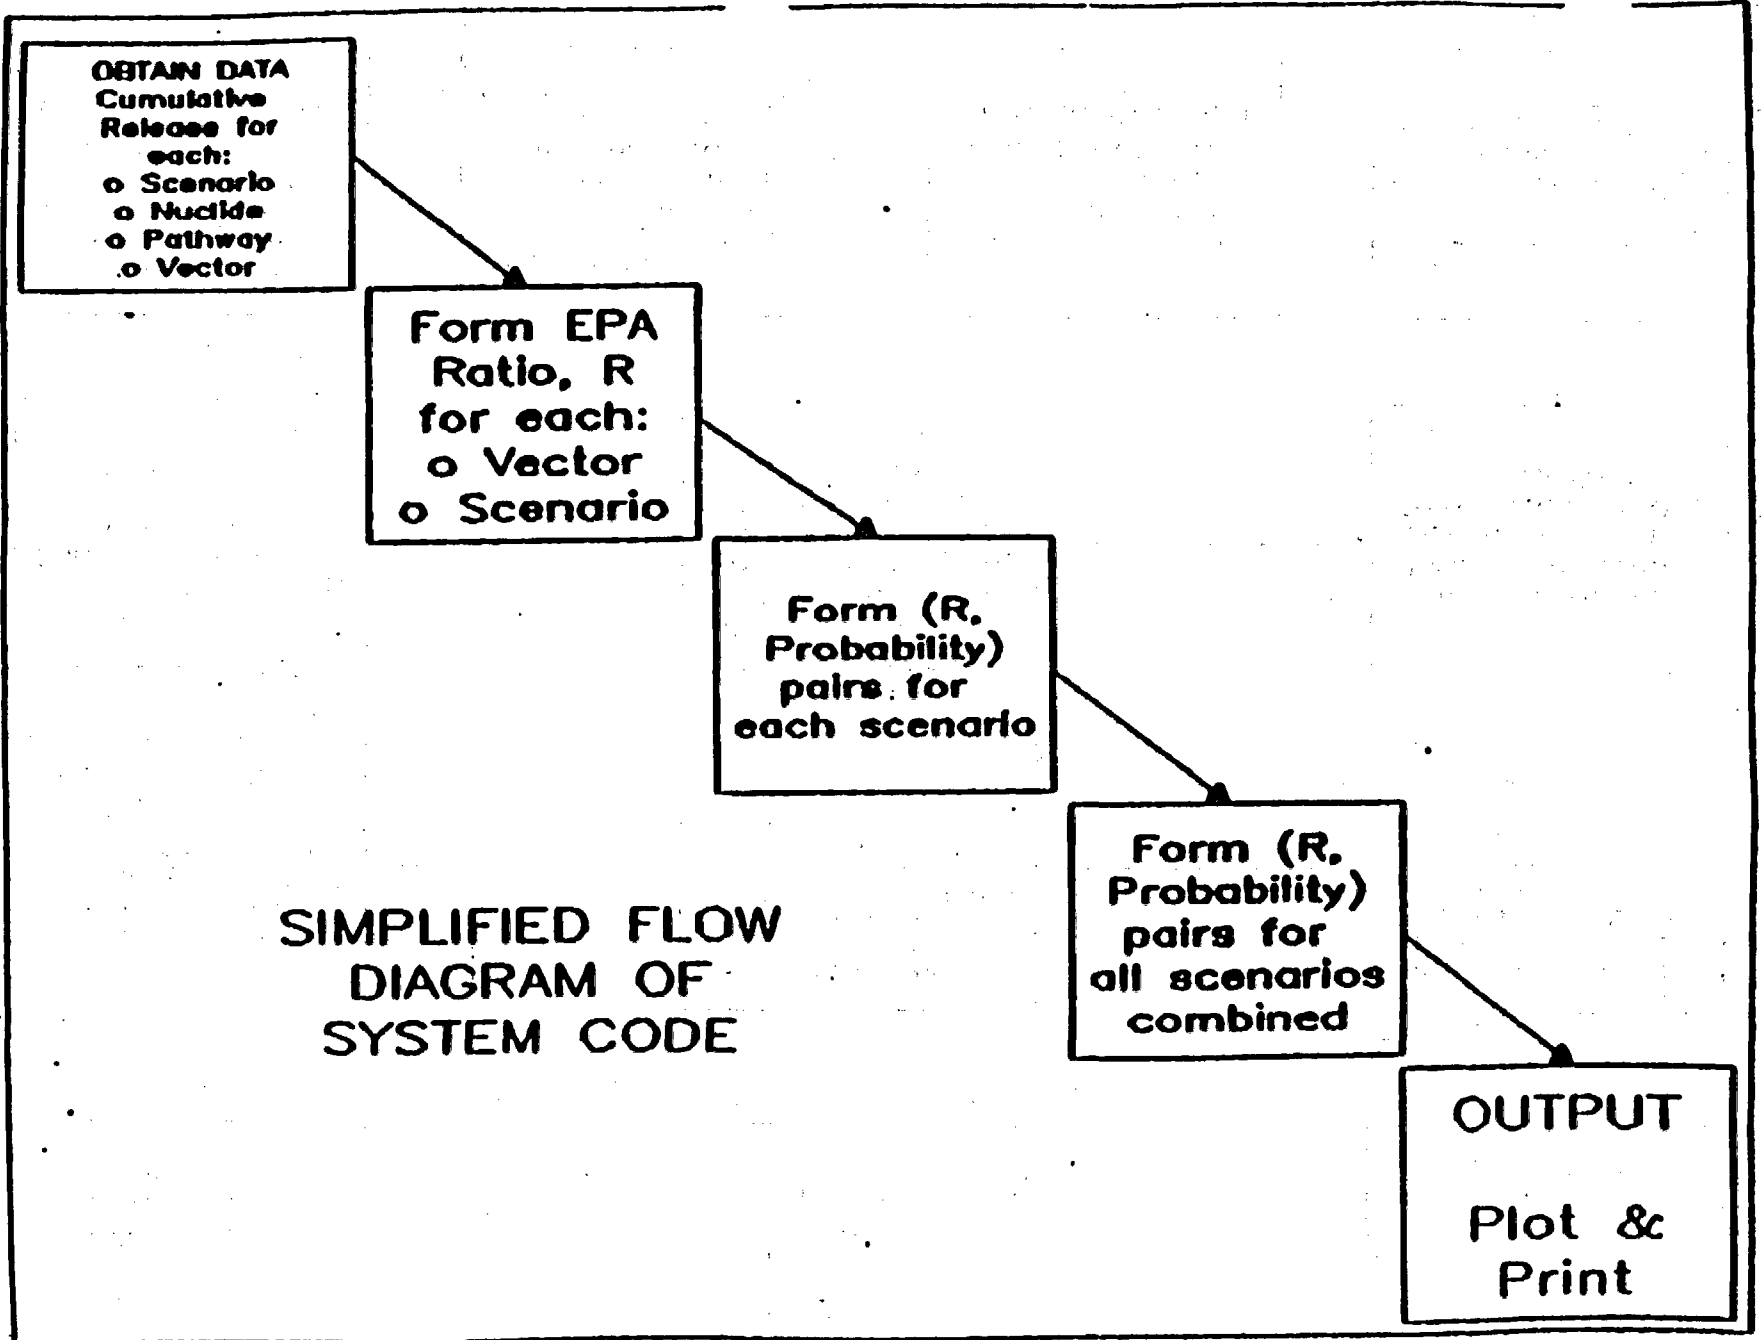 OBTAIN DATA
Cumulative
Release for
each:
o Scenario
o Nuclide
o Pathway
o Vector
Form EPA
Ratio, R
for each:
o Vector
o Scenario
Form (R,
Probability)
pairs for
each scenario
Form (R,
Probability)
pairs for
all scenarios
combined
SIMPLIFIED FLOW
DIAGRAM OF
SYSTEM CODE
OUTPUT
Plot &
Print